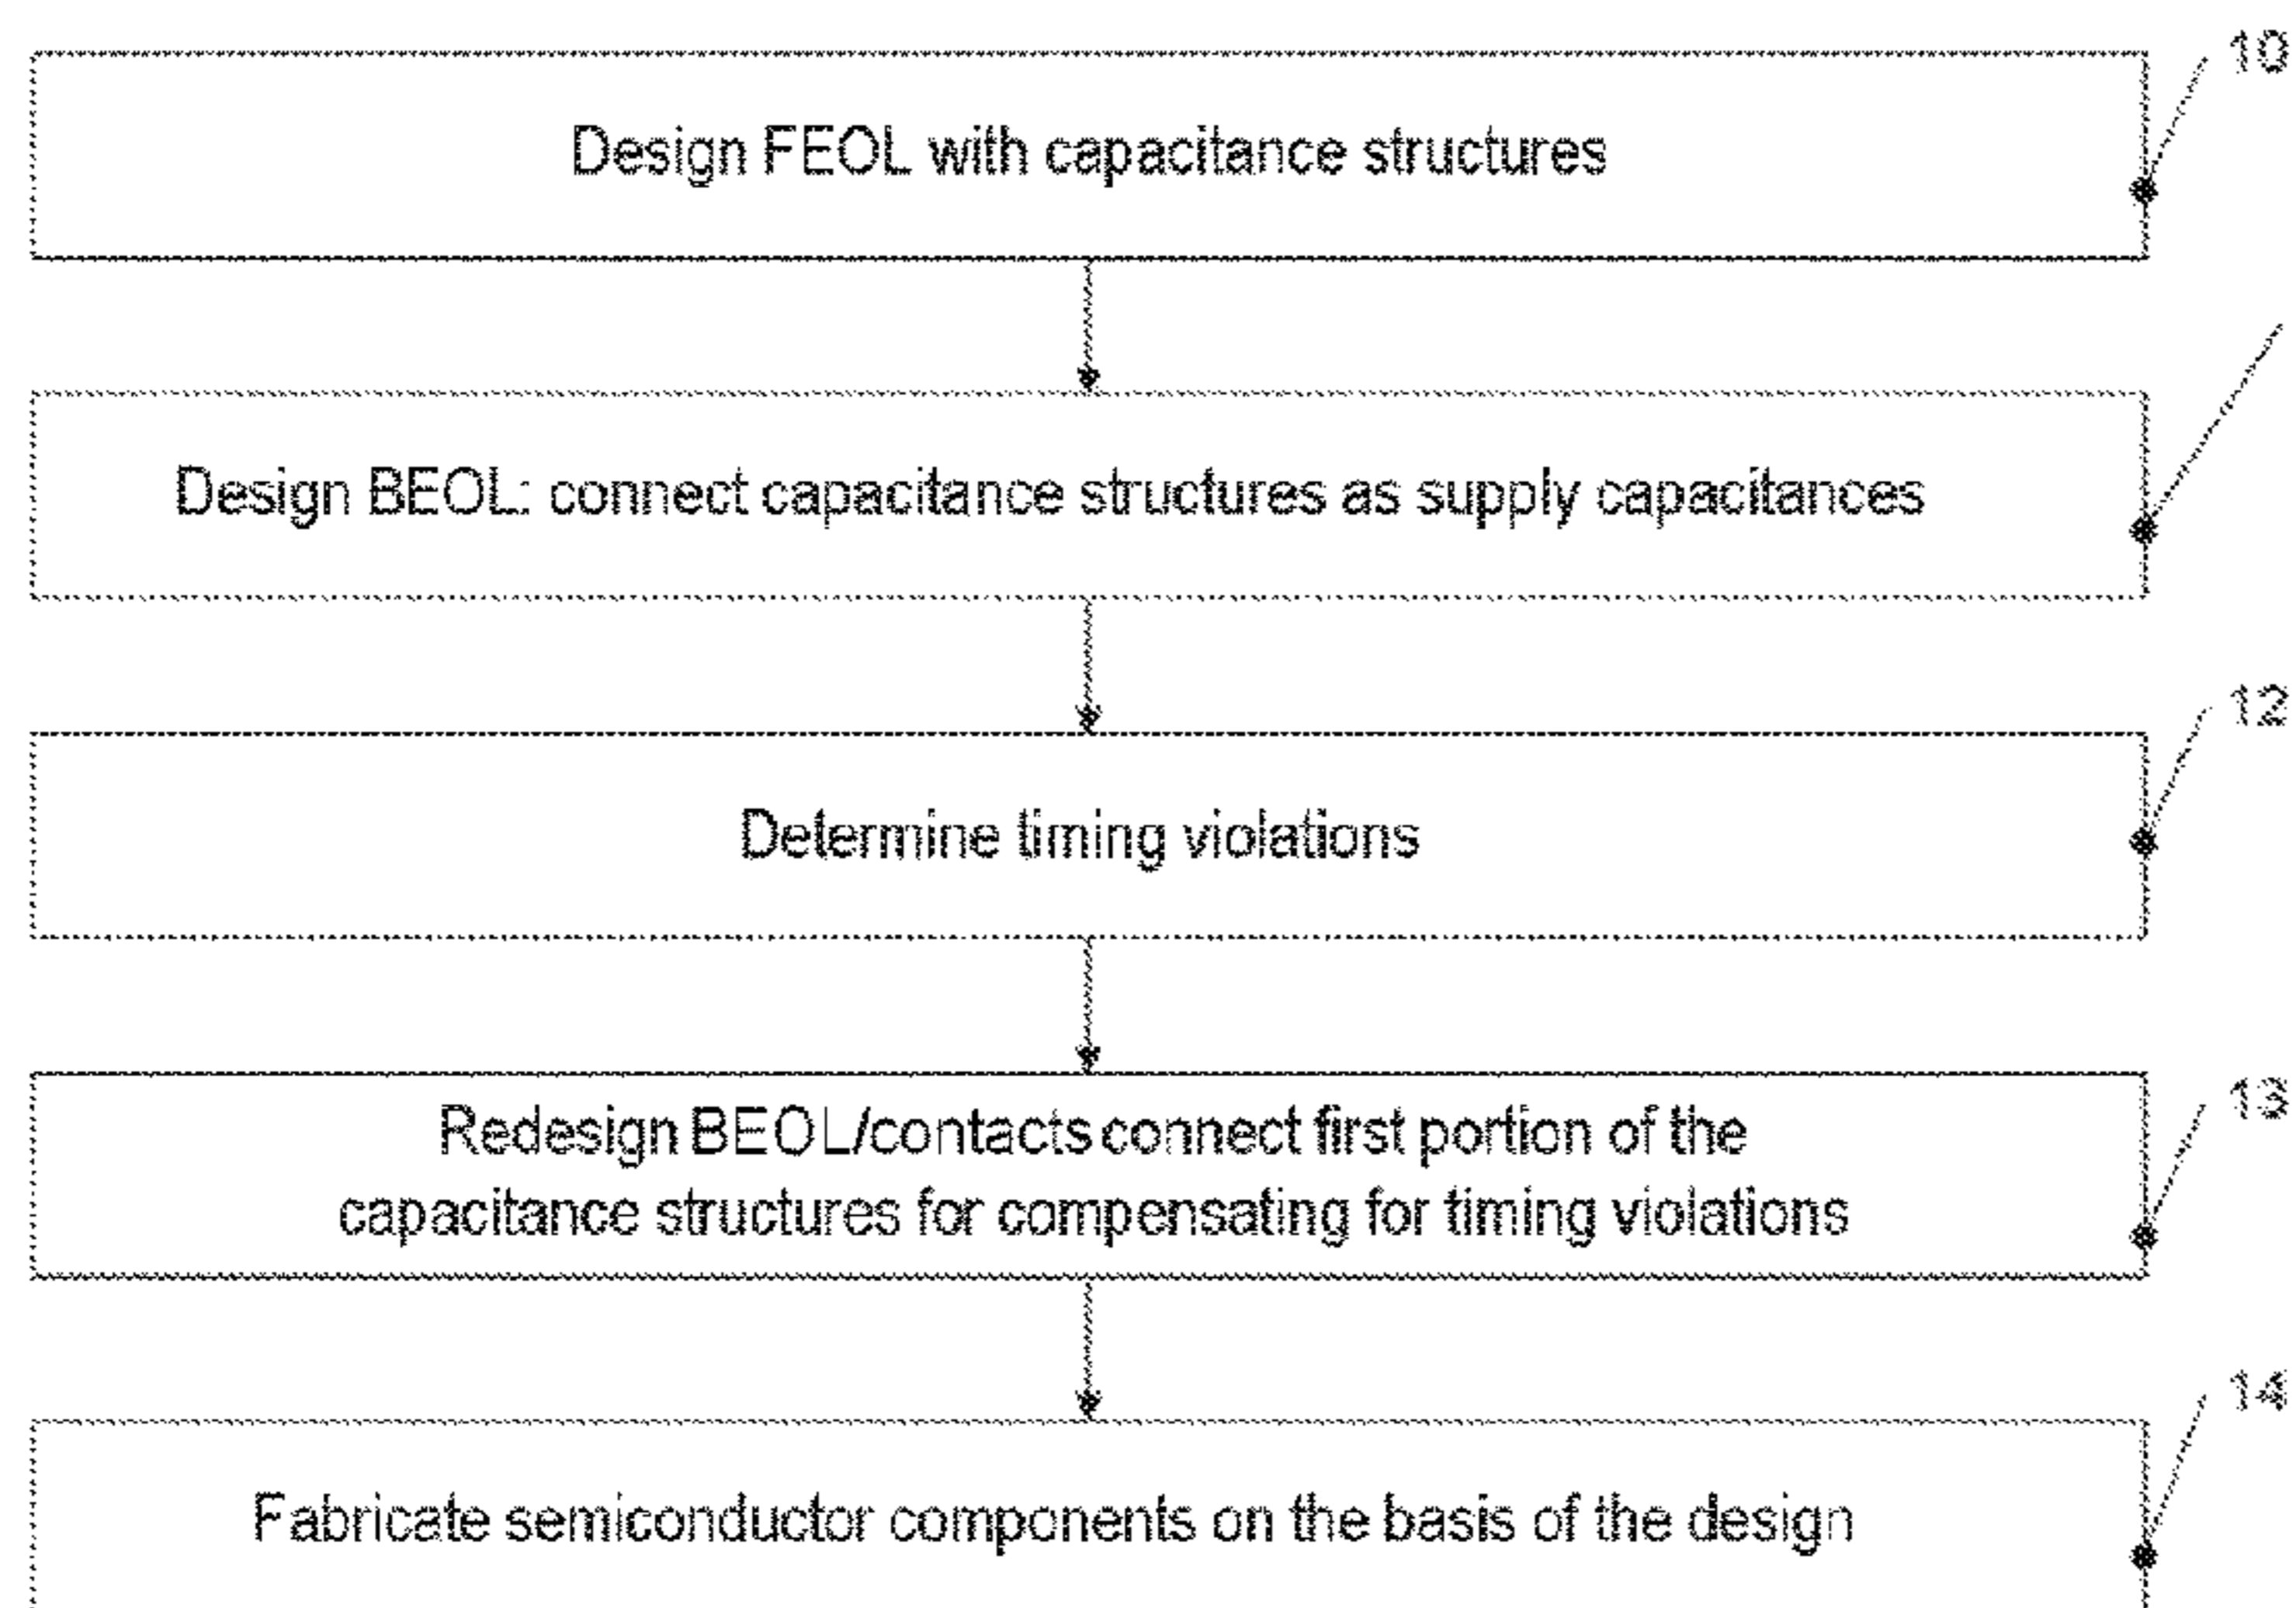 10
Design FEOL with capacitance structures
Design BEOL: connect capacitance structures as supply capacitances
12
Determine timing violations
13
Redesign BEOL/contacts connect first portion of the
capacitance structures for compensating for timing violations
14
Fabricate semiconductor components on the basis of the design